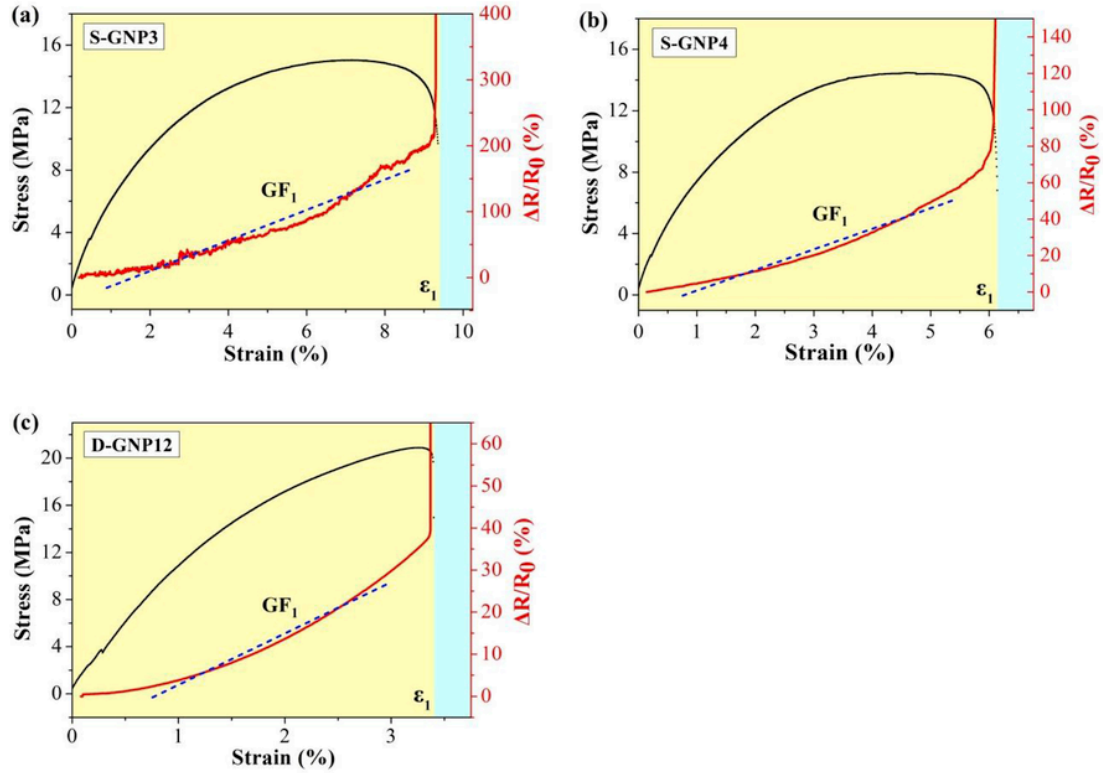 (a)
S-GNP3
Stress (MPa)
16
12
8
4
0
400
300
200
100
0
ΔR/R0 (%)
GF1
ε1
0 2 4 6 8 10
Strain (%)
(b)
S-GNP4
Stress (MPa)
16
12
8
4
0
140
120
100
80
60
40
20
0
ΔR/R0 (%)
GF1
ε1
0 1 2 3 4 5 6
Strain (%)
(c)
D-GNP12
Stress (MPa)
20
16
12
8
4
0
60
50
40
30
20
10
0
ΔR/R0 (%)
GF1
ε1
0 1 2 3
Strain (%)